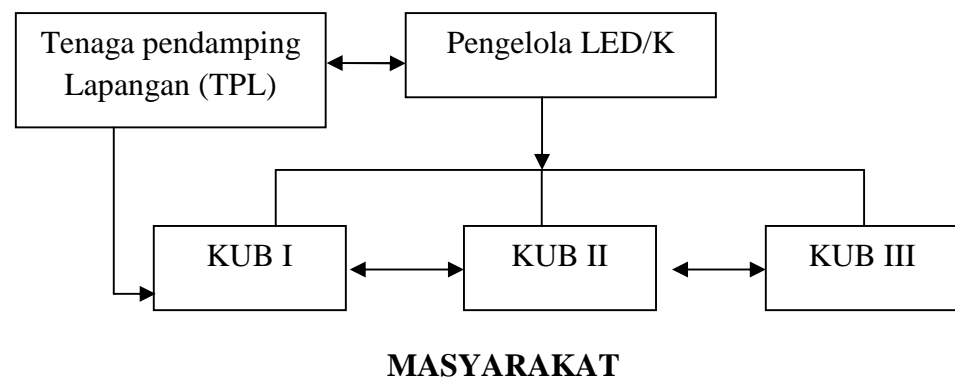 Tenaga pendamping
Lapangan (TPL)
Pengelola LED/K
KUB I
KUB II
KUB III
MASYARAKAT